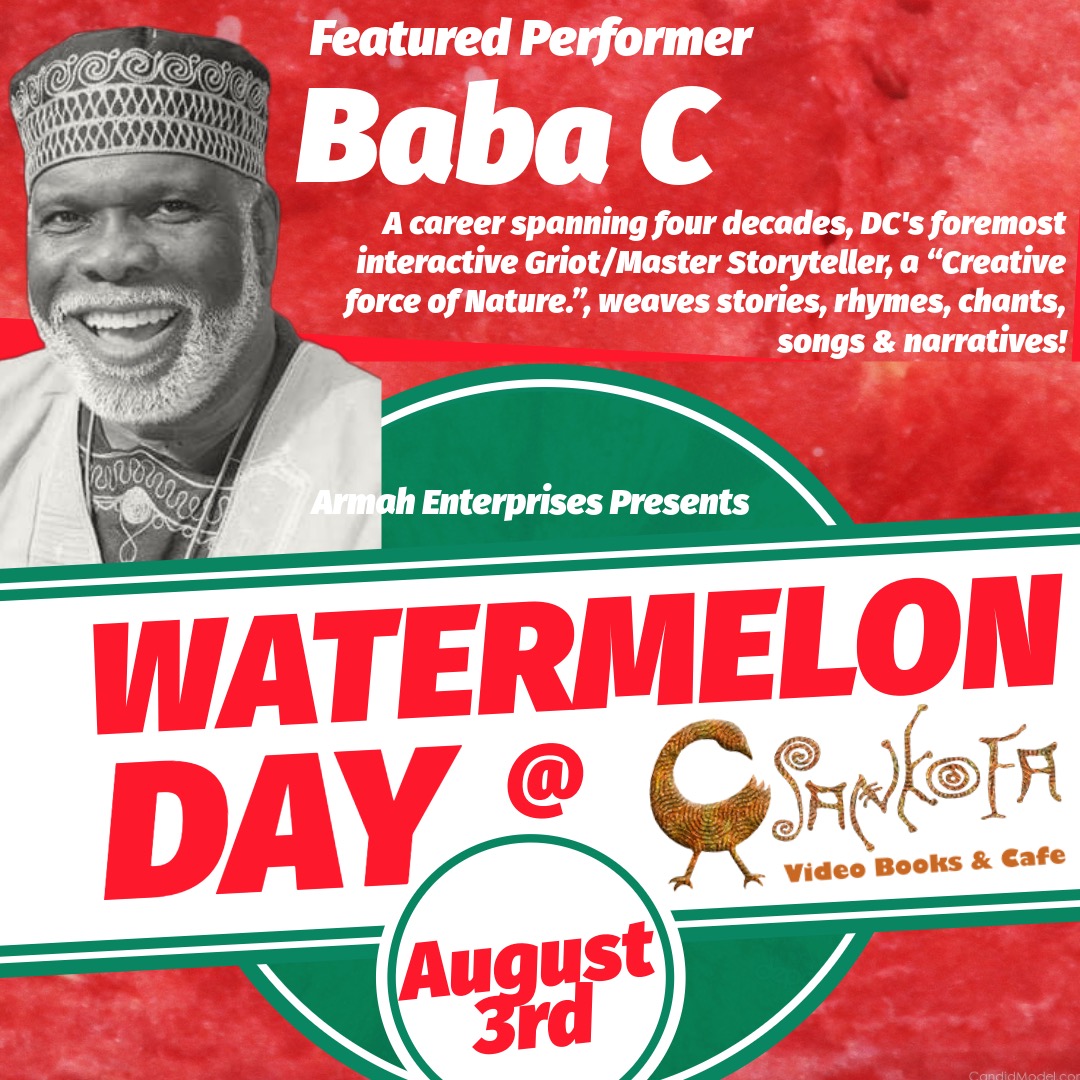 Featured Performer
Baba C
A career spanning four decades, DC's foremost
interactive Griot/Master Storyteller, a “Creative
force of Nature.”, weaves stories, rhymes, chants,
songs & narratives!
Armah Enterprises Presents
WATERMELON
DAY @
SANKOFA
Video Books & Cafe
August
3rd
CandidModel.com